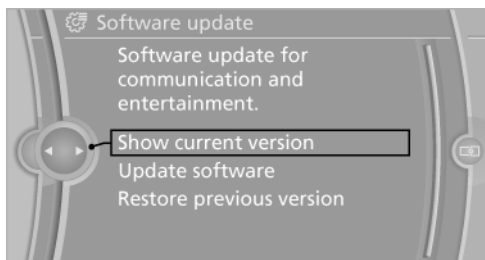 Software update
Software update for
communication and
entertainment.
Show current version
Update software
Restore previous version